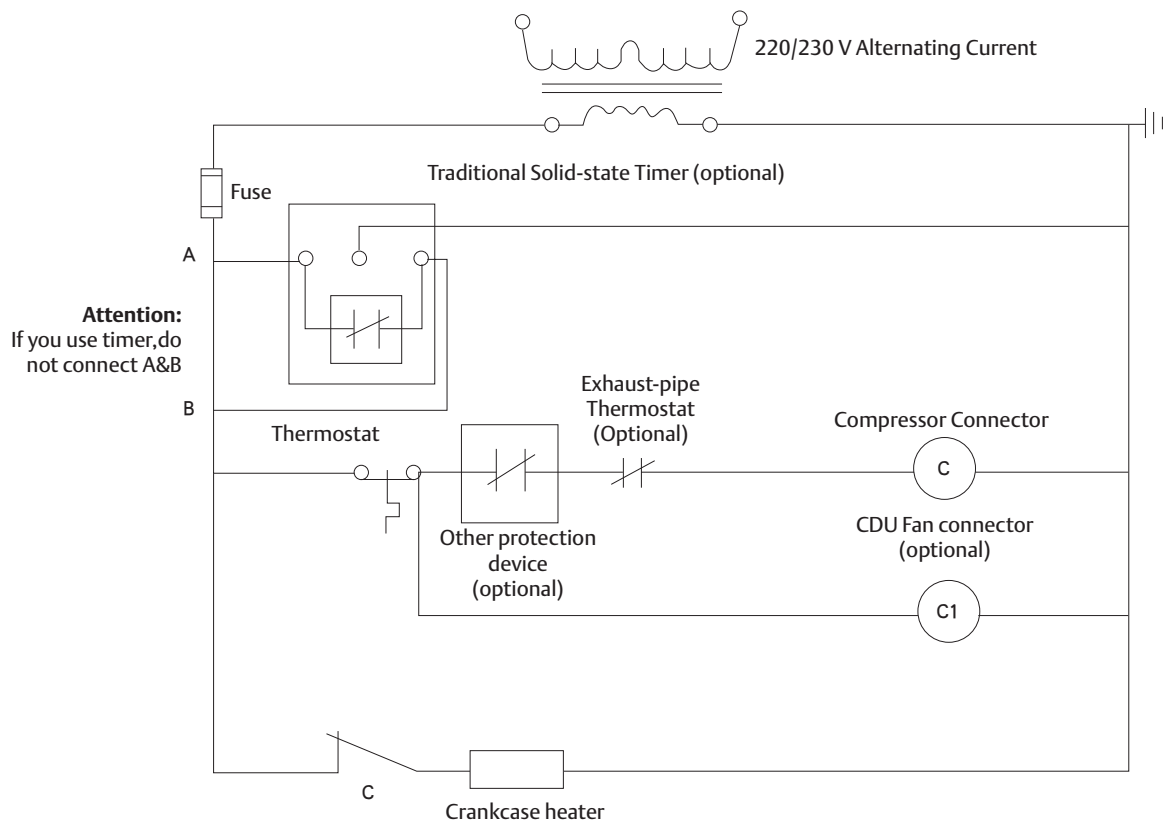 220/230 V Alternating Current
Traditional Solid-state Timer (optional)
Fuse
A
Attention:
If you use timer,do
not connect A&B
B
Thermostat
Exhaust-pipe
Thermostat
(Optional)
Compressor Connector
C
Other protection
device
(optional)
CDU Fan connector
(optional)
C1
C
Crankcase heater